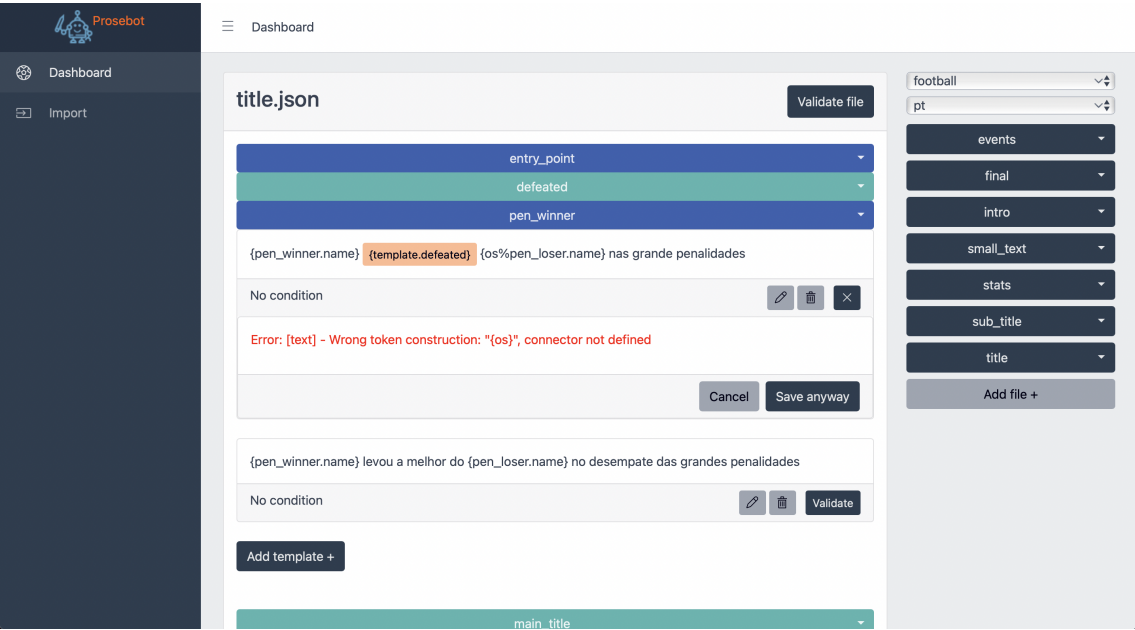 Prosebot
Dashboard
Dashboard
Import
title.json
Validate file
entry_point
defeated
pen_winner
{pen_winner.name} {template.defeated} {os%pen_loser.name} nas grande penalidades
No condition
Error: [text] - Wrong token construction: "{os}", connector not defined
Cancel
Save anyway
{pen_winner.name} levou a melhor do {pen_loser.name} no desempate das grandes penalidades
No condition
Validate
Add template +
main_title
football
pt
events
final
intro
small_text
stats
sub_title
title
Add file +